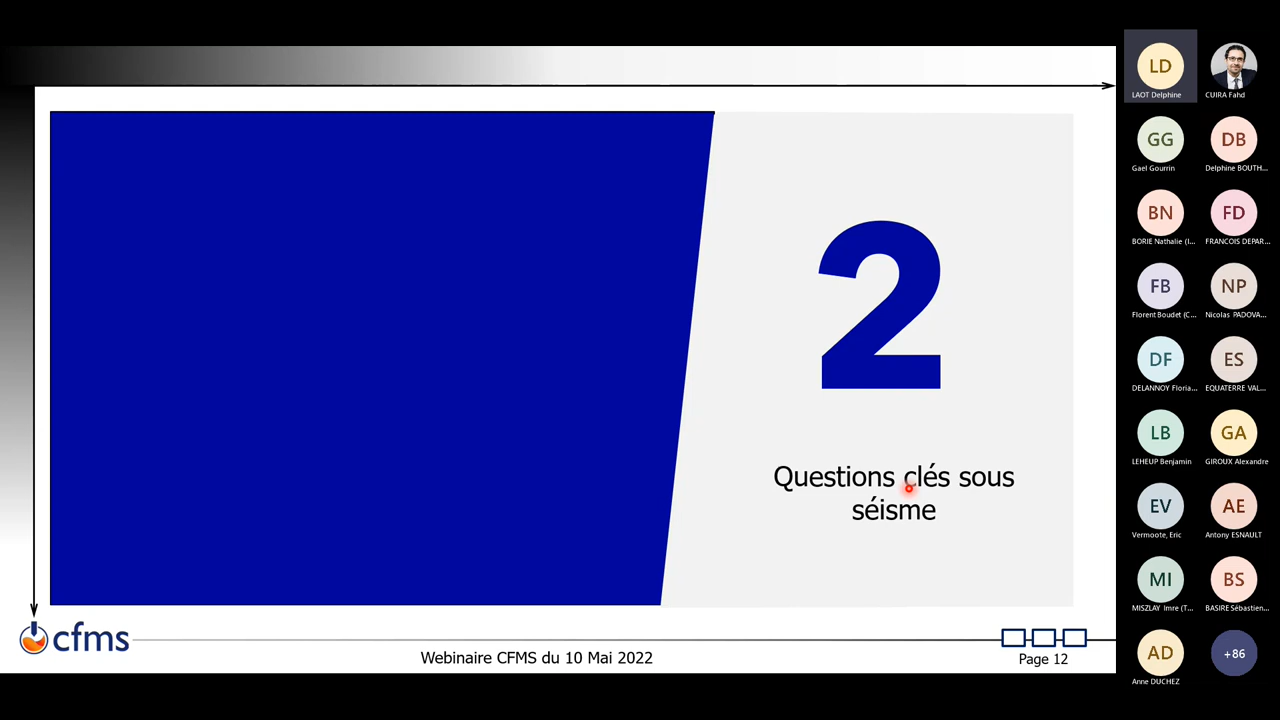 2
Questions clés sous
séisme
cfms
Webinaire CFMS du 10 Mai 2022
Page 12
LD
LAOT Delphine
CUIRA Fahd
GG
Gael Gourrin
DB
Delphine BOUTH...
BN
BORIE Nathalie (I...
FD
FRANCOIS DEPAR...
FB
Florent Boudet (C...
NP
Nicolas PADOVA...
DF
DELANNOY Floria...
ES
EQUATERRE VAL...
LB
LEHEUP Benjamin
GA
GIROUX Alexandre
EV
Vermoote, Eric
AE
Antony ESNAULT
MI
MISZLAY Imre (T...
BS
BASIRE Sébastien...
AD
Anne DUCHEZ
+86